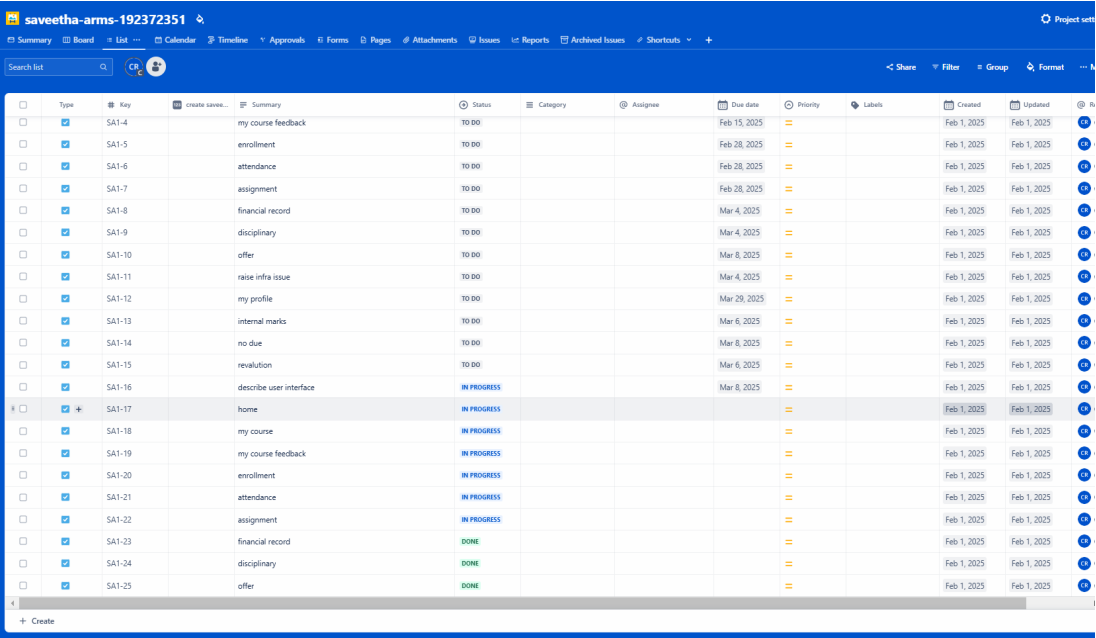 saveetha-arms-192372351
Project sett
Summary Board List Calendar Timeline Approvals Forms Pages Attachments Issues Reports Archived Issues Shortcuts
Search list CR C Share Filter Group Format M
Type Key create savee... Summary Status Category Assignee Due date Priority Labels Created Updated R
SA1-4 my course feedback TO DO Feb 15, 2025 Feb 1, 2025 Feb 1, 2025 CR
SA1-5 enrollment TO DO Feb 28, 2025 Feb 1, 2025 Feb 1, 2025 CR
SA1-6 attendance TO DO Feb 28, 2025 Feb 1, 2025 Feb 1, 2025 CR
SA1-7 assignment TO DO Feb 28, 2025 Feb 1, 2025 Feb 1, 2025 CR
SA1-8 financial record TO DO Mar 4, 2025 Feb 1, 2025 Feb 1, 2025 CR
SA1-9 disciplinary TO DO Mar 4, 2025 Feb 1, 2025 Feb 1, 2025 CR
SA1-10 offer TO DO Mar 8, 2025 Feb 1, 2025 Feb 1, 2025 CR
SA1-11 raise infra issue TO DO Mar 4, 2025 Feb 1, 2025 Feb 1, 2025 CR
SA1-12 my profile TO DO Mar 29, 2025 Feb 1, 2025 Feb 1, 2025 CR
SA1-13 internal marks TO DO Mar 6, 2025 Feb 1, 2025 Feb 1, 2025 CR
SA1-14 no due TO DO Mar 8, 2025 Feb 1, 2025 Feb 1, 2025 CR
SA1-15 revalution TO DO Mar 6, 2025 Feb 1, 2025 Feb 1, 2025 CR
SA1-16 describe user interface IN PROGRESS Mar 8, 2025 Feb 1, 2025 Feb 1, 2025 CR
SA1-17 home IN PROGRESS Feb 1, 2025 Feb 1, 2025 CR
SA1-18 my course IN PROGRESS Feb 1, 2025 Feb 1, 2025 CR
SA1-19 my course feedback IN PROGRESS Feb 1, 2025 Feb 1, 2025 CR
SA1-20 enrollment IN PROGRESS Feb 1, 2025 Feb 1, 2025 CR
SA1-21 attendance IN PROGRESS Feb 1, 2025 Feb 1, 2025 CR
SA1-22 assignment IN PROGRESS Feb 1, 2025 Feb 1, 2025 CR
SA1-23 financial record DONE Feb 1, 2025 Feb 1, 2025 CR
SA1-24 disciplinary DONE Feb 1, 2025 Feb 1, 2025 CR
SA1-25 offer DONE Feb 1, 2025 Feb 1, 2025 CR
+ Create